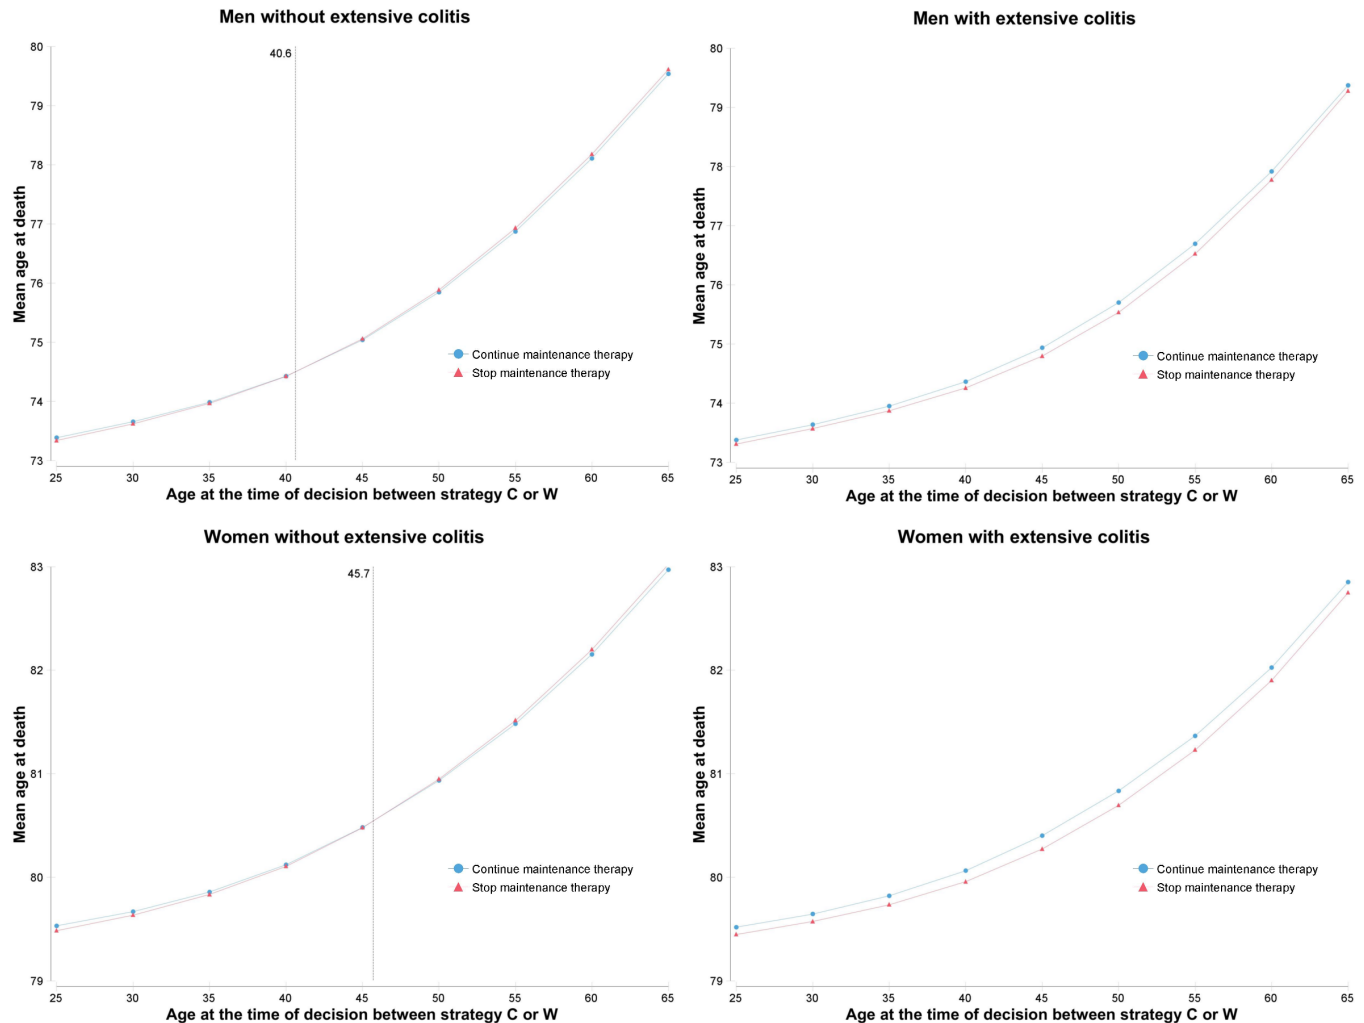 Men without extensive colitis
40.6
80
79
78
77
76
75
74
73
Mean age at death
Continue maintenance therapy
Stop maintenance therapy
25 30 35 40 45 50 55 60 65
Age at the time of decision between strategy C or W
Men with extensive colitis
80
79
78
77
76
75
74
73
Mean age at death
Continue maintenance therapy
Stop maintenance therapy
25 30 35 40 45 50 55 60 65
Age at the time of decision between strategy C or W
Women without extensive colitis
45.7
83
82
81
80
79
Mean age at death
Continue maintenance therapy
Stop maintenance therapy
25 30 35 40 45 50 55 60 65
Age at the time of decision between strategy C or W
Women with extensive colitis
83
82
81
80
79
Mean age at death
Continue maintenance therapy
Stop maintenance therapy
25 30 35 40 45 50 55 60 65
Age at the time of decision between strategy C or W